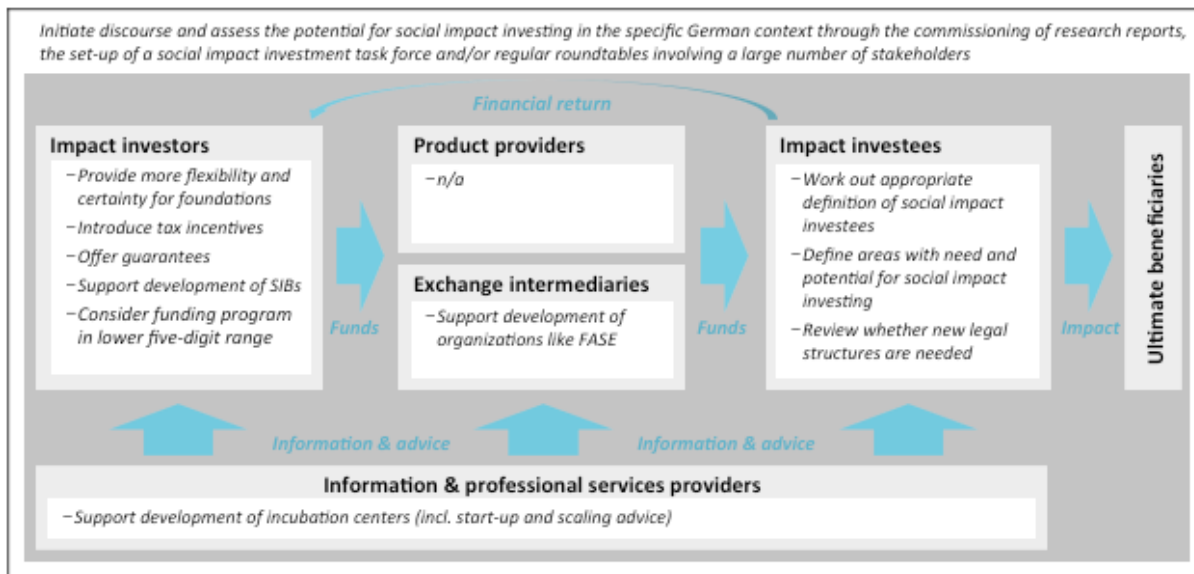 Initiate discourse and assess the potential for social impact investing in the specific German context through the commissioning of research reports,
the set-up of a social impact investment task force and/or regular roundtables involving a large number of stakeholders
Financial return
Impact investors
–Provide more flexibility and
certainty for foundations
–Introduce tax incentives
–Offer guarantees
–Support development of SIBs
–Consider funding program
in lower five-digit range
Funds
Product providers
–n/a
Exchange intermediaries
–Support development of
organizations like FASE
Funds
Impact investees
–Work out appropriate
definition of social impact
investees
–Define areas with need and
potential for social impact
investing
–Review whether new legal
structures are needed
Impact
Ultimate beneficiaries
Information & advice
Information & advice
Information & professional services providers
–Support development of incubation centers (incl. start-up and scaling advice)